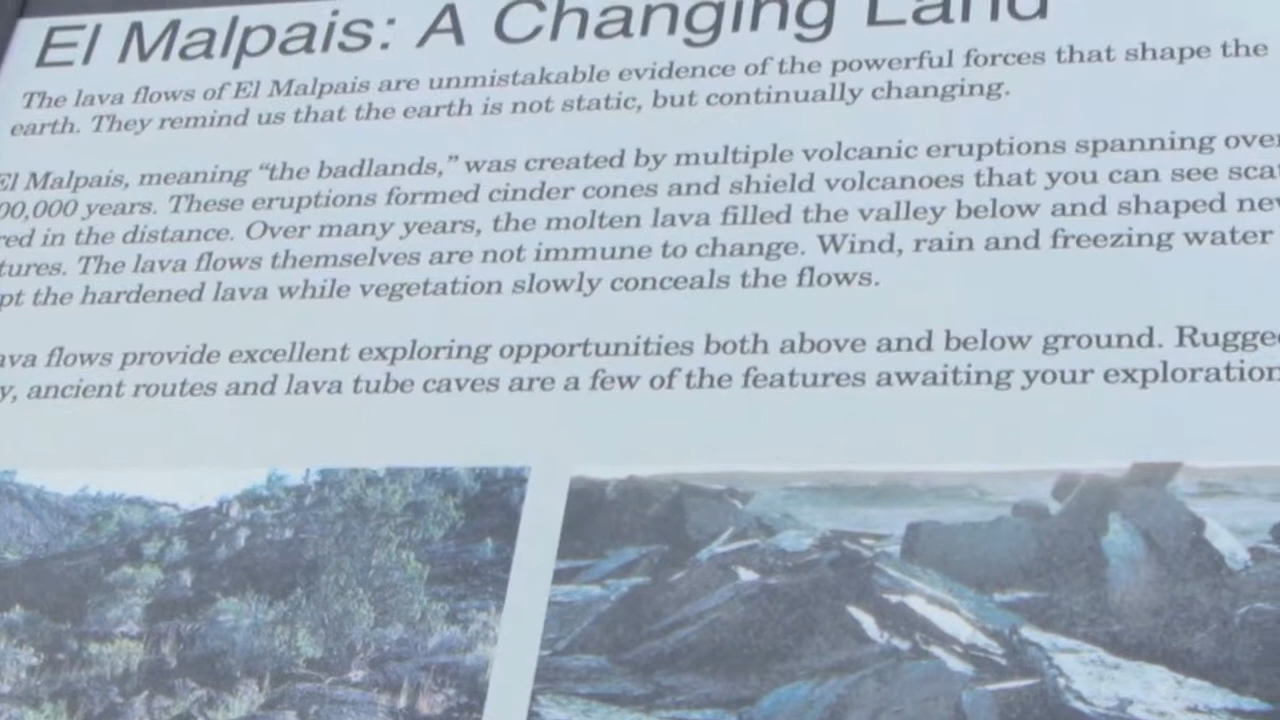 El Malpais: A Changing Land
The lava flows of El Malpais are unmistakable evidence of the powerful forces that shape the
earth. They remind us that the earth is not static, but continually changing.
El Malpais, meaning “the badlands,” was created by multiple volcanic eruptions spanning over
00,000 years. These eruptions formed cinder cones and shield volcanoes that you can see scat
red in the distance. Over many years, the molten lava filled the valley below and shaped new
tures. The lava flows themselves are not immune to change. Wind, rain and freezing water
pt the hardened lava while vegetation slowly conceals the flows.
ava flows provide excellent exploring opportunities both above and below ground. Rugged
y, ancient routes and lava tube caves are a few of the features awaiting your exploration